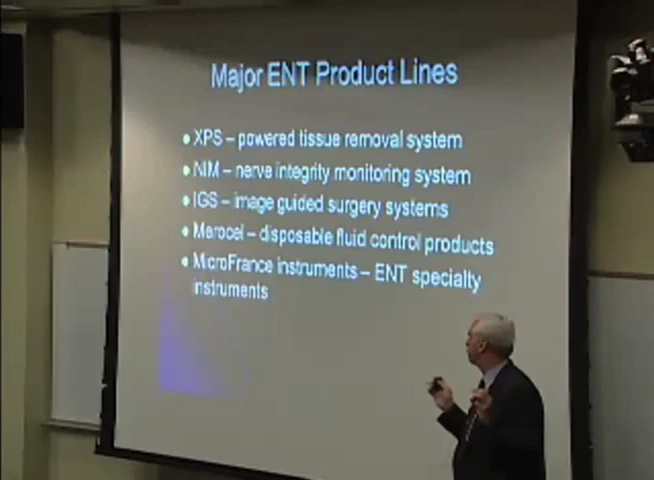 Major ENT Product Lines
XPS – powered tissue removal system
NIM – nerve integrity monitoring system
IGS – image guided surgery systems
Merocel – disposable fluid control products
MicroFrance instruments – ENT specialty
instruments